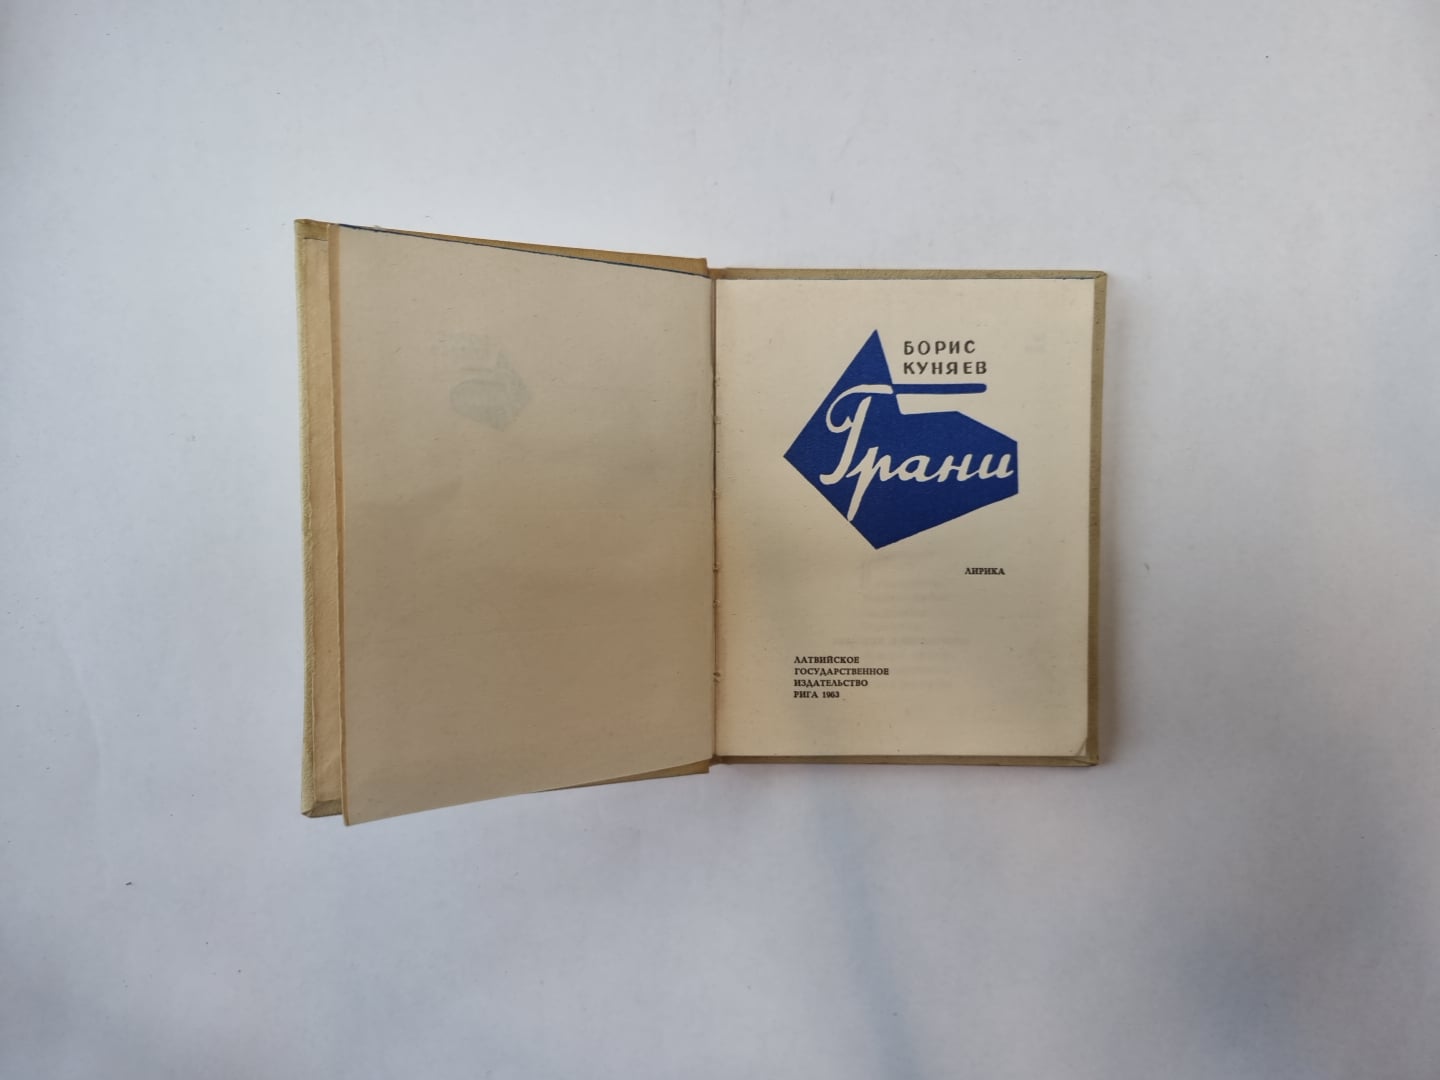 БОРИС
КУНЯЕВ
Грани
ЛИРИКА
ЛАТВИЙСКОЕ
ГОСУДАРСТВЕННОЕ
ИЗДАТЕЛЬСТВО
РИГА 1963